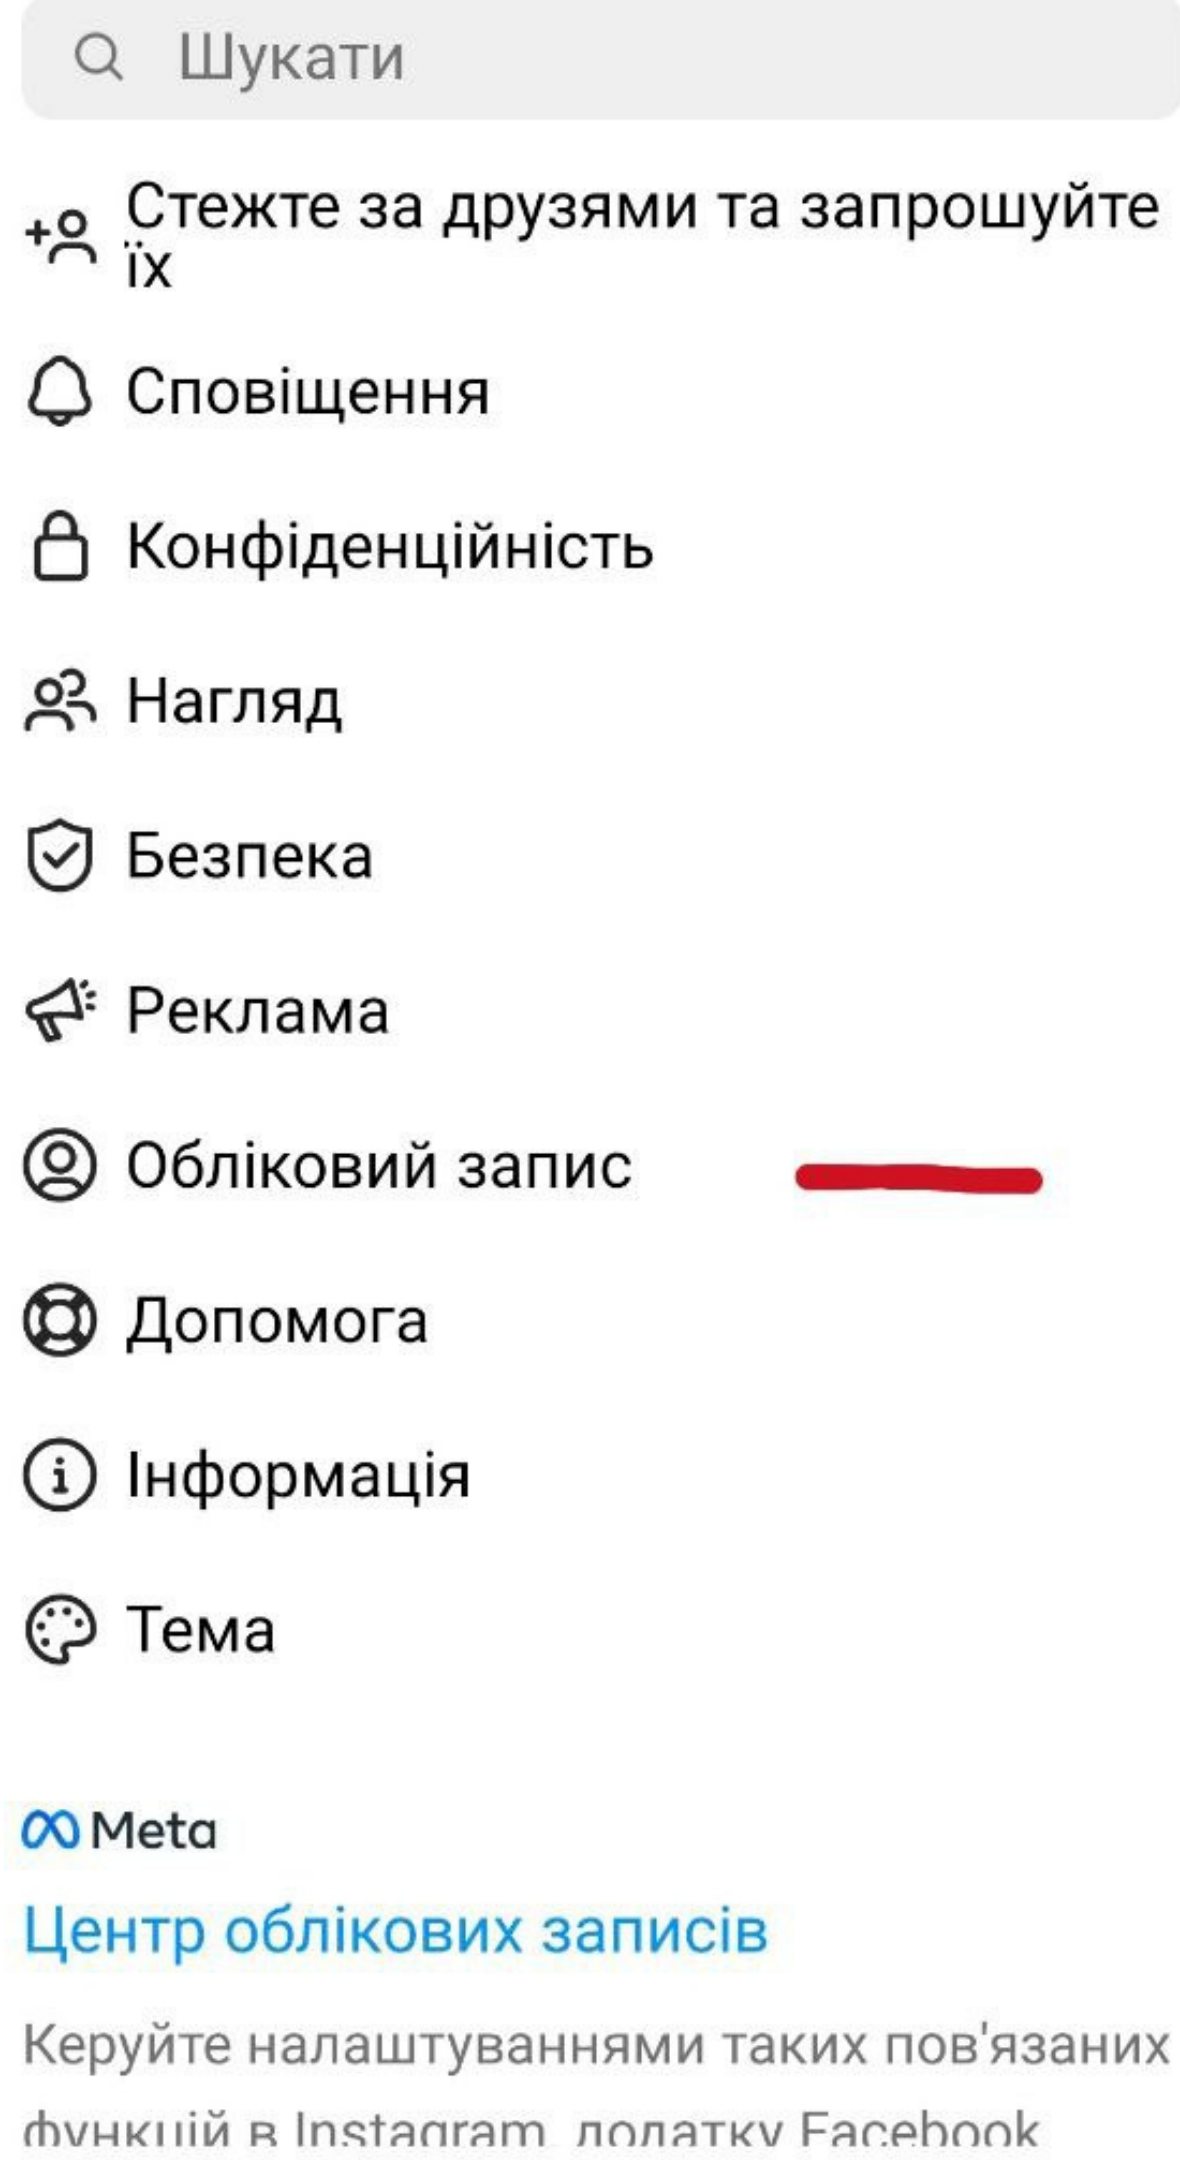 Шукати
Стежте за друзями та запрошуйте
їх
Сповіщення
Конфіденційність
Нагляд
Безпека
Реклама
Обліковий запис
Допомога
Інформація
Тема
Meta
Центр облікових записів
Керуйте налаштуваннями таких пов'язаних
функцій в Instagram, додатку Facebook